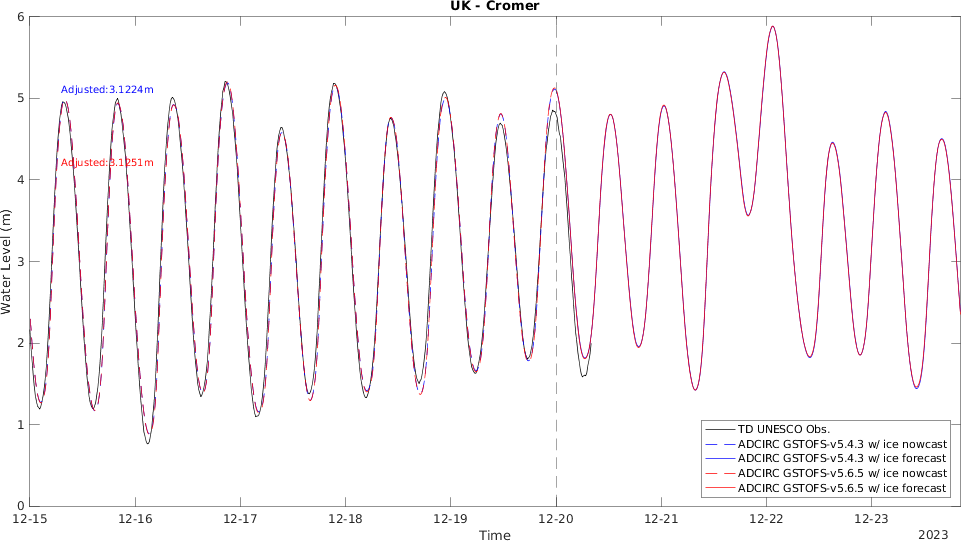 UK - Cromer
6
5
4
3
2
1
0
Water Level (m)
Adjusted:3.1224m
Adjusted:3.1251m
TD UNESCO Obs.
ADCIRC GSTOFS-v5.4.3 w/ ice nowcast
ADCIRC GSTOFS-v5.4.3 w/ ice forecast
ADCIRC GSTOFS-v5.6.5 w/ ice nowcast
ADCIRC GSTOFS-v5.6.5 w/ ice forecast
12-15 12-16 12-17 12-18 12-19 12-20 12-21 12-22 12-23
Time
2023